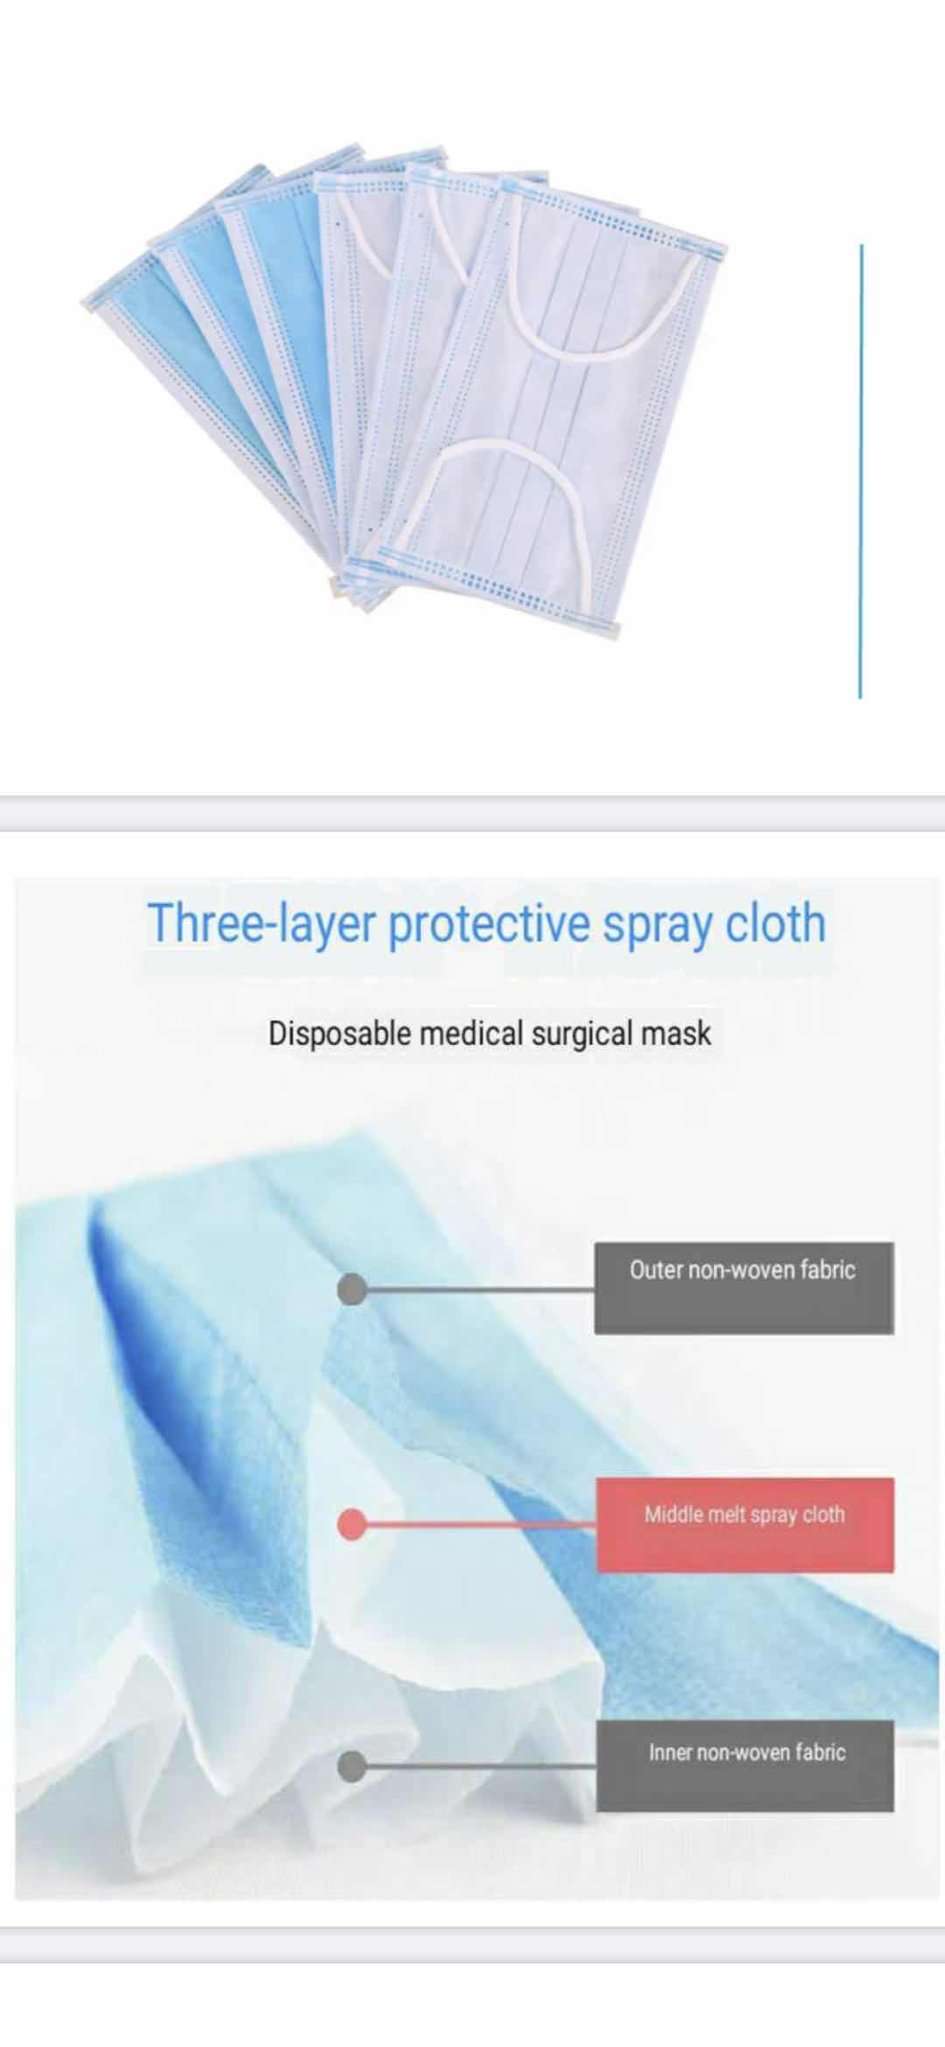 Three-layer protective spray cloth
Disposable medical surgical mask
Outer non-woven fabric
Middle melt spray cloth
Inner non-woven fabric